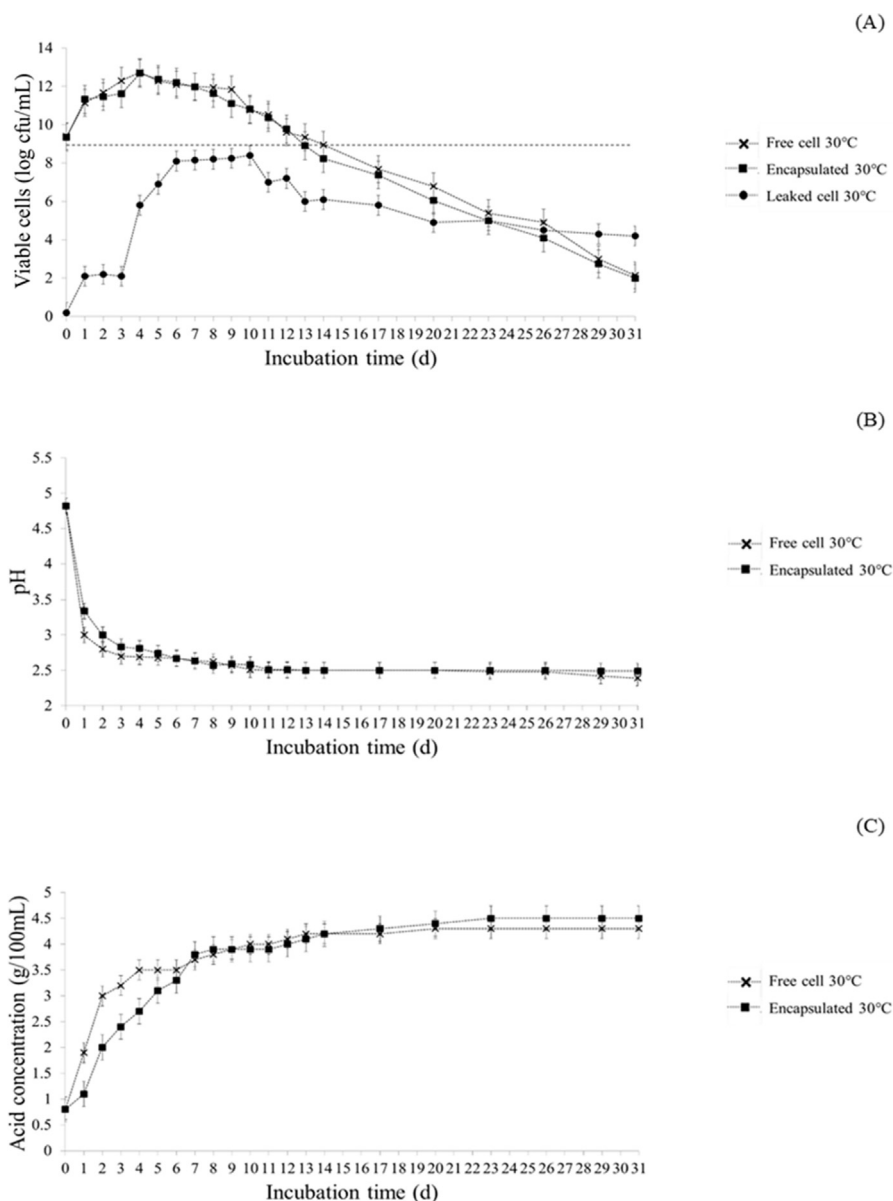 (A)
Viable cells (log cfu/mL)
14
12
10
8
6
4
2
0
0 1 2 3 4 5 6 7 8 9 10 11 12 13 14 15 16 17 18 19 20 21 22 23 24 25 26 27 28 29 30 31
Incubation time (d)
Free cell 30°C
Encapsulated 30°C
Leaked cell 30°C
(B)
pH
5.5
5
4.5
4
3.5
3
2.5
2
0 1 2 3 4 5 6 7 8 9 10 11 12 13 14 15 16 17 18 19 20 21 22 23 24 25 26 27 28 29 30 31
Incubation time (d)
Free cell 30°C
Encapsulated 30°C
(C)
Acid concentration (g/100mL)
5
4.5
4
3.5
3
2.5
2
1.5
1
0.5
0
0 1 2 3 4 5 6 7 8 9 10 11 12 13 14 15 16 17 18 19 20 21 22 23 24 25 26 27 28 29 30 31
Incubation time (d)
Free cell 30°C
Encapsulated 30°C